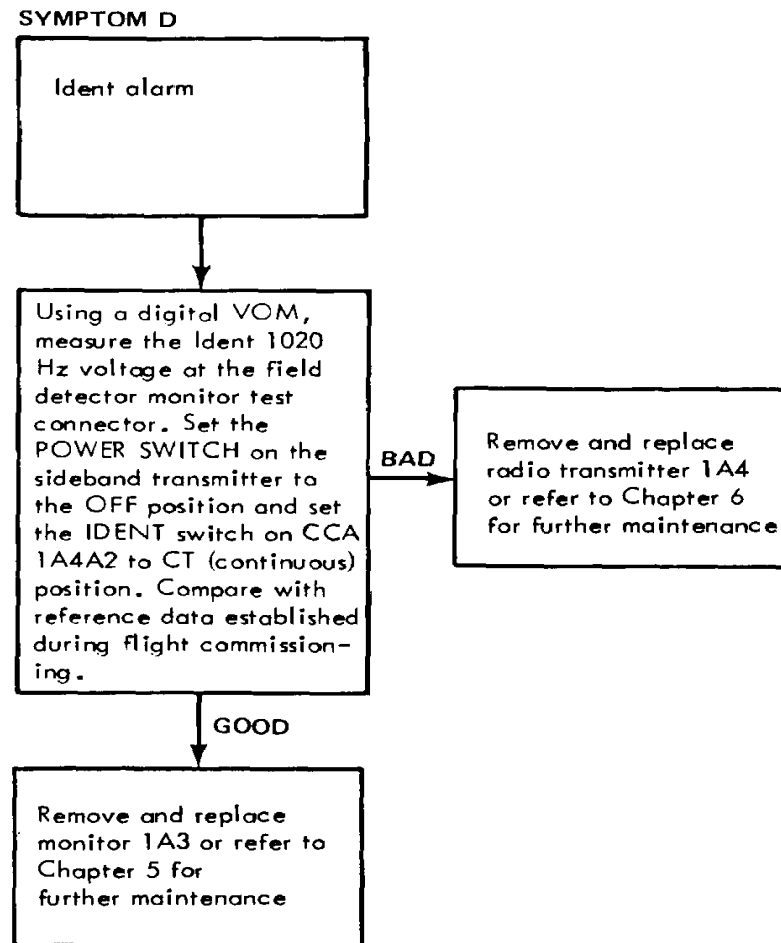 SYMPTOM D
Ident alarm
Using a digital VOM,
measure the Ident 1020
Hz voltage at the field
detector monitor test
connector. Set the
POWER SWITCH on the
sideband transmitter to
the OFF position and set
the IDENT switch on CCA
1A4A2 to CT (continuous)
position. Compare with
reference data established
during flight commission-
ing.
BAD
Remove and replace
radio transmitter 1A4
or refer to Chapter 6
for further maintenance
GOOD
Remove and replace
monitor 1A3 or refer to
Chapter 5 for
further maintenance